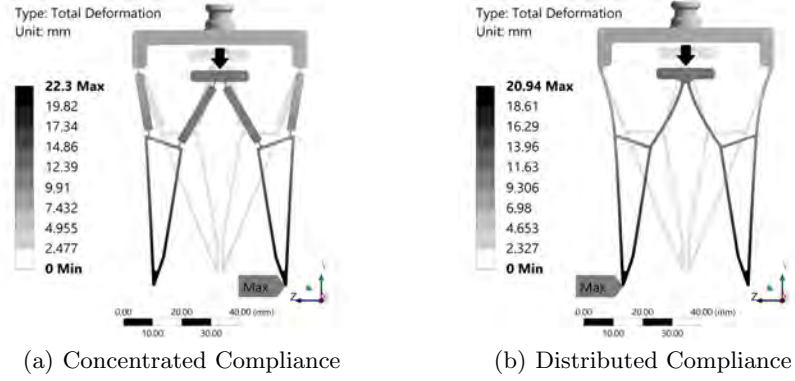 Type: Total Deformation
Unit: mm
22.3 Max
19.82
17.34
14.86
12.39
9.91
7.432
4.955
2.477
0 Min
Max
Y
Z
0.00 20.00 40.00 (mm)
10.00 30.00
(a) Concentrated Compliance
Type: Total Deformation
Unit: mm
20.94 Max
18.61
16.29
13.96
11.63
9.306
6.98
4.653
2.327
0 Min
Max
Z
0.00 20.00 40.00 (mm)
10.00 30.00
(b) Distributed Compliance